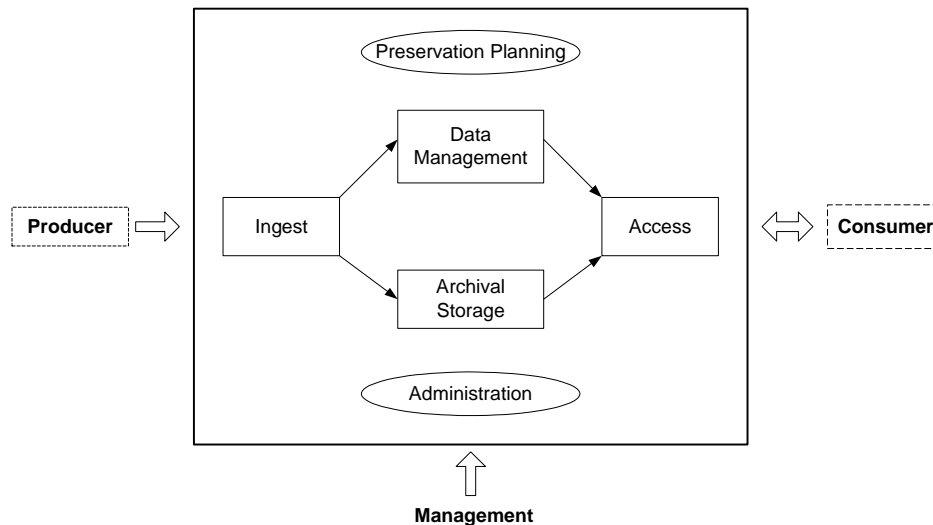 Preservation Planning
Data
Management
Producer
Ingest
Access
Consumer
Archival
Storage
Administration
Management